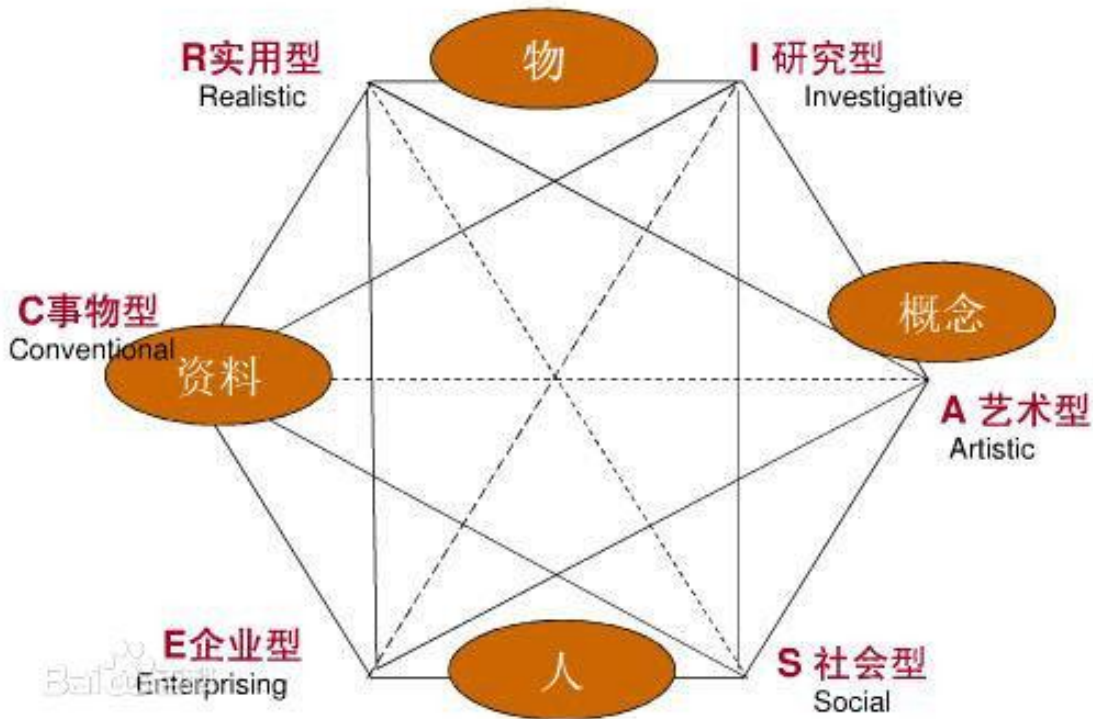 R实用型
Realistic
物
I 研究型
Investigative
C事物型
Conventional
资料
概念
A 艺术型
Artistic
E企业型
Enterprising
人
S 社会型
Social
Bai